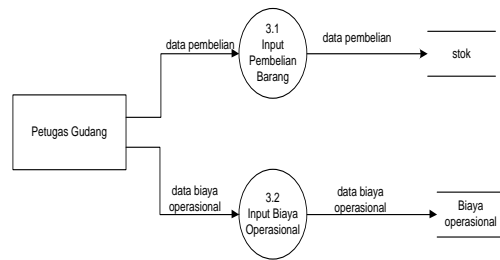 3.1
Input
Pembelian
Barang
data pembelian
data pembelian
stok
Petugas Gudang
data biaya
operasional
3.2
Input Biaya
Operasional
data biaya
operasional
Biaya
operasional